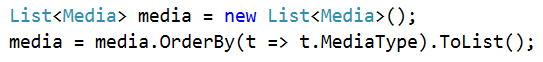 List<Media> media = new List<Media>();
media = media.OrderBy(t => t.MediaType).ToList();